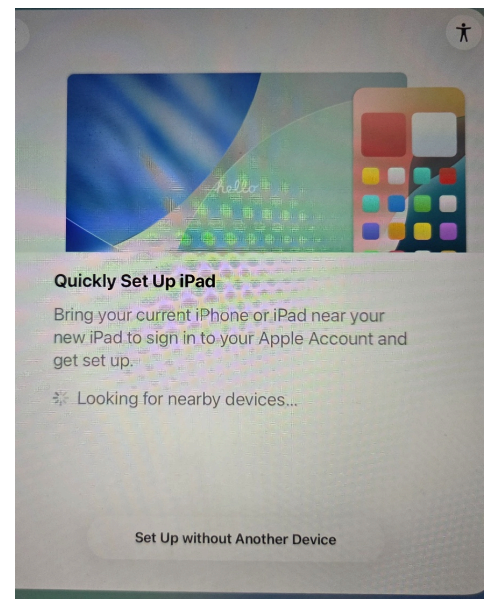 hello
Quickly Set Up iPad
Bring your current iPhone or iPad near your
new iPad to sign in to your Apple Account and
get set up.
Looking for nearby devices...
Set Up without Another Device